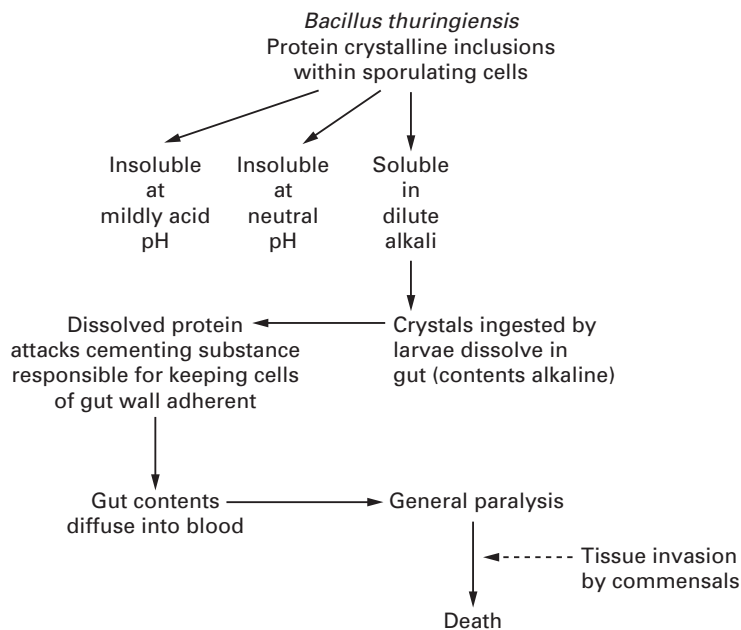 Bacillus thuringiensis
Protein crystalline inclusions
within sporulating cells
Insoluble
at
mildly acid
pH
Insoluble
at
neutral
pH
Soluble
in
dilute
alkali
Dissolved protein
attacks cementing substance
responsible for keeping cells
of gut wall adherent
Crystals ingested by
larvae dissolve in
gut (contents alkaline)
Gut contents
diffuse into blood
General paralysis
Tissue invasion
by commensals
Death